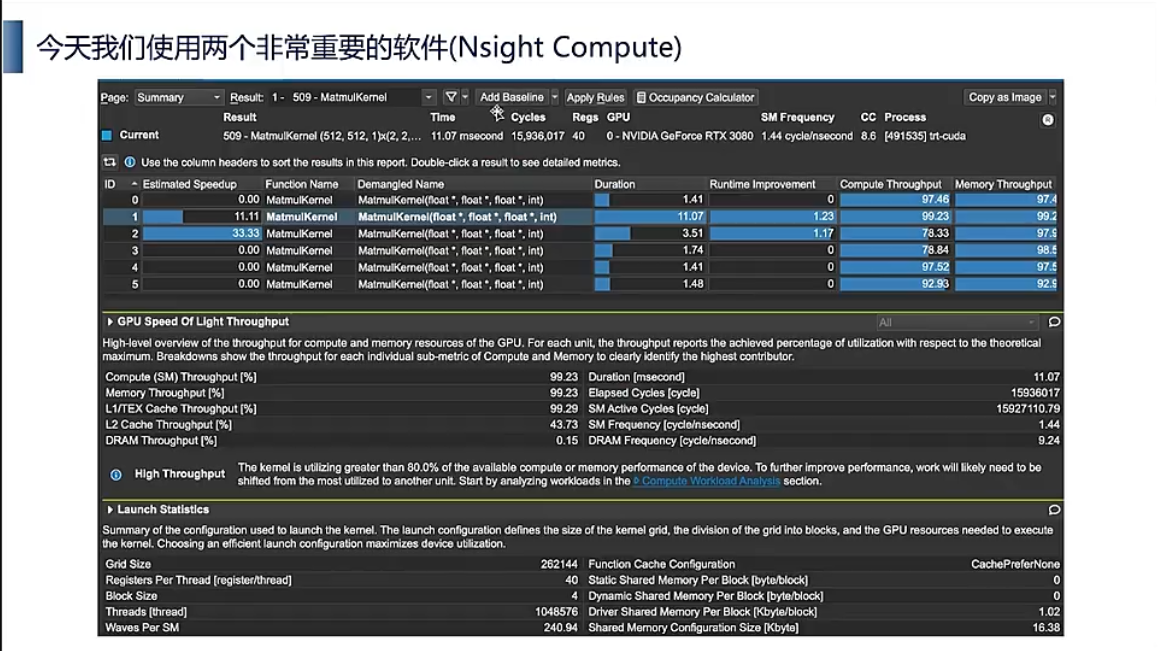 今天我们使用两个非常重要的软件(Nsight Compute)
Page: Summary Result: 1 - 509 - MatmulKernel Add Baseline Apply Rules Occupancy Calculator Copy as Image
Result Time Cycles Regs GPU SM Frequency CC Process
Current 509 - MatmulKernel (512, 512, 1)x(2, 2,... 11.07 msecond 15,936,017 40 0 - NVIDIA GeForce RTX 3080 1.44 cycle/nsecond 8.6 [491535] trt-cuda
Use the column headers to sort the results in this report. Double-click a result to see detailed metrics.
ID Estimated Speedup Function Name Demangled Name Duration Runtime Improvement Compute Throughput Memory Throughput
0 0.00 MatmulKernel MatmulKernel(float *, float *, float *, int) 1.41 0 97.46 97.4
1 11.11 MatmulKernel MatmulKernel(float *, float *, float *, int) 11.07 1.23 99.23 99.2
2 33.33 MatmulKernel MatmulKernel(float *, float *, float *, int) 3.51 1.17 78.33 97.9
3 0.00 MatmulKernel MatmulKernel(float *, float *, float *, int) 1.74 0 78.84 98.5
4 0.00 MatmulKernel MatmulKernel(float *, float *, float *, int) 1.41 0 97.52 97.5
5 0.00 MatmulKernel MatmulKernel(float *, float *, float *, int) 1.48 0 92.93 92.9
GPU Speed Of Light Throughput All
High-level overview of the throughput for compute and memory resources of the GPU. For each unit, the throughput reports the achieved percentage of utilization with respect to the theoretical
maximum. Breakdowns show the throughput for each individual sub-metric of Compute and Memory to clearly identify the highest contributor.
Compute (SM) Throughput [%] 99.23 Duration [msecond] 11.07
Memory Throughput [%] 99.23 Elapsed Cycles [cycle] 15936017
L1/TEX Cache Throughput [%] 99.29 SM Active Cycles [cycle] 15927110.79
L2 Cache Throughput [%] 43.73 SM Frequency [cycle/nsecond] 1.44
DRAM Throughput [%] 0.15 DRAM Frequency [cycle/nsecond] 9.24
High Throughput The kernel is utilizing greater than 80.0% of the available compute or memory performance of the device. To further improve performance, work will likely need to be
shifted from the most utilized to another unit. Start by analyzing workloads in the Compute Workload Analysis section.
Launch Statistics
Summary of the configuration used to launch the kernel. The launch configuration defines the size of the kernel grid, the division of the grid into blocks, and the GPU resources needed to execute
the kernel. Choosing an efficient launch configuration maximizes device utilization.
Grid Size 262144 Function Cache Configuration CachePreferNone
Registers Per Thread [register/thread] 40 Static Shared Memory Per Block [byte/block] 0
Block Size 4 Dynamic Shared Memory Per Block [byte/block] 0
Threads [thread] 1048576 Driver Shared Memory Per Block [Kbyte/block] 1.02
Waves Per SM 240.94 Shared Memory Configuration Size [Kbyte] 16.38